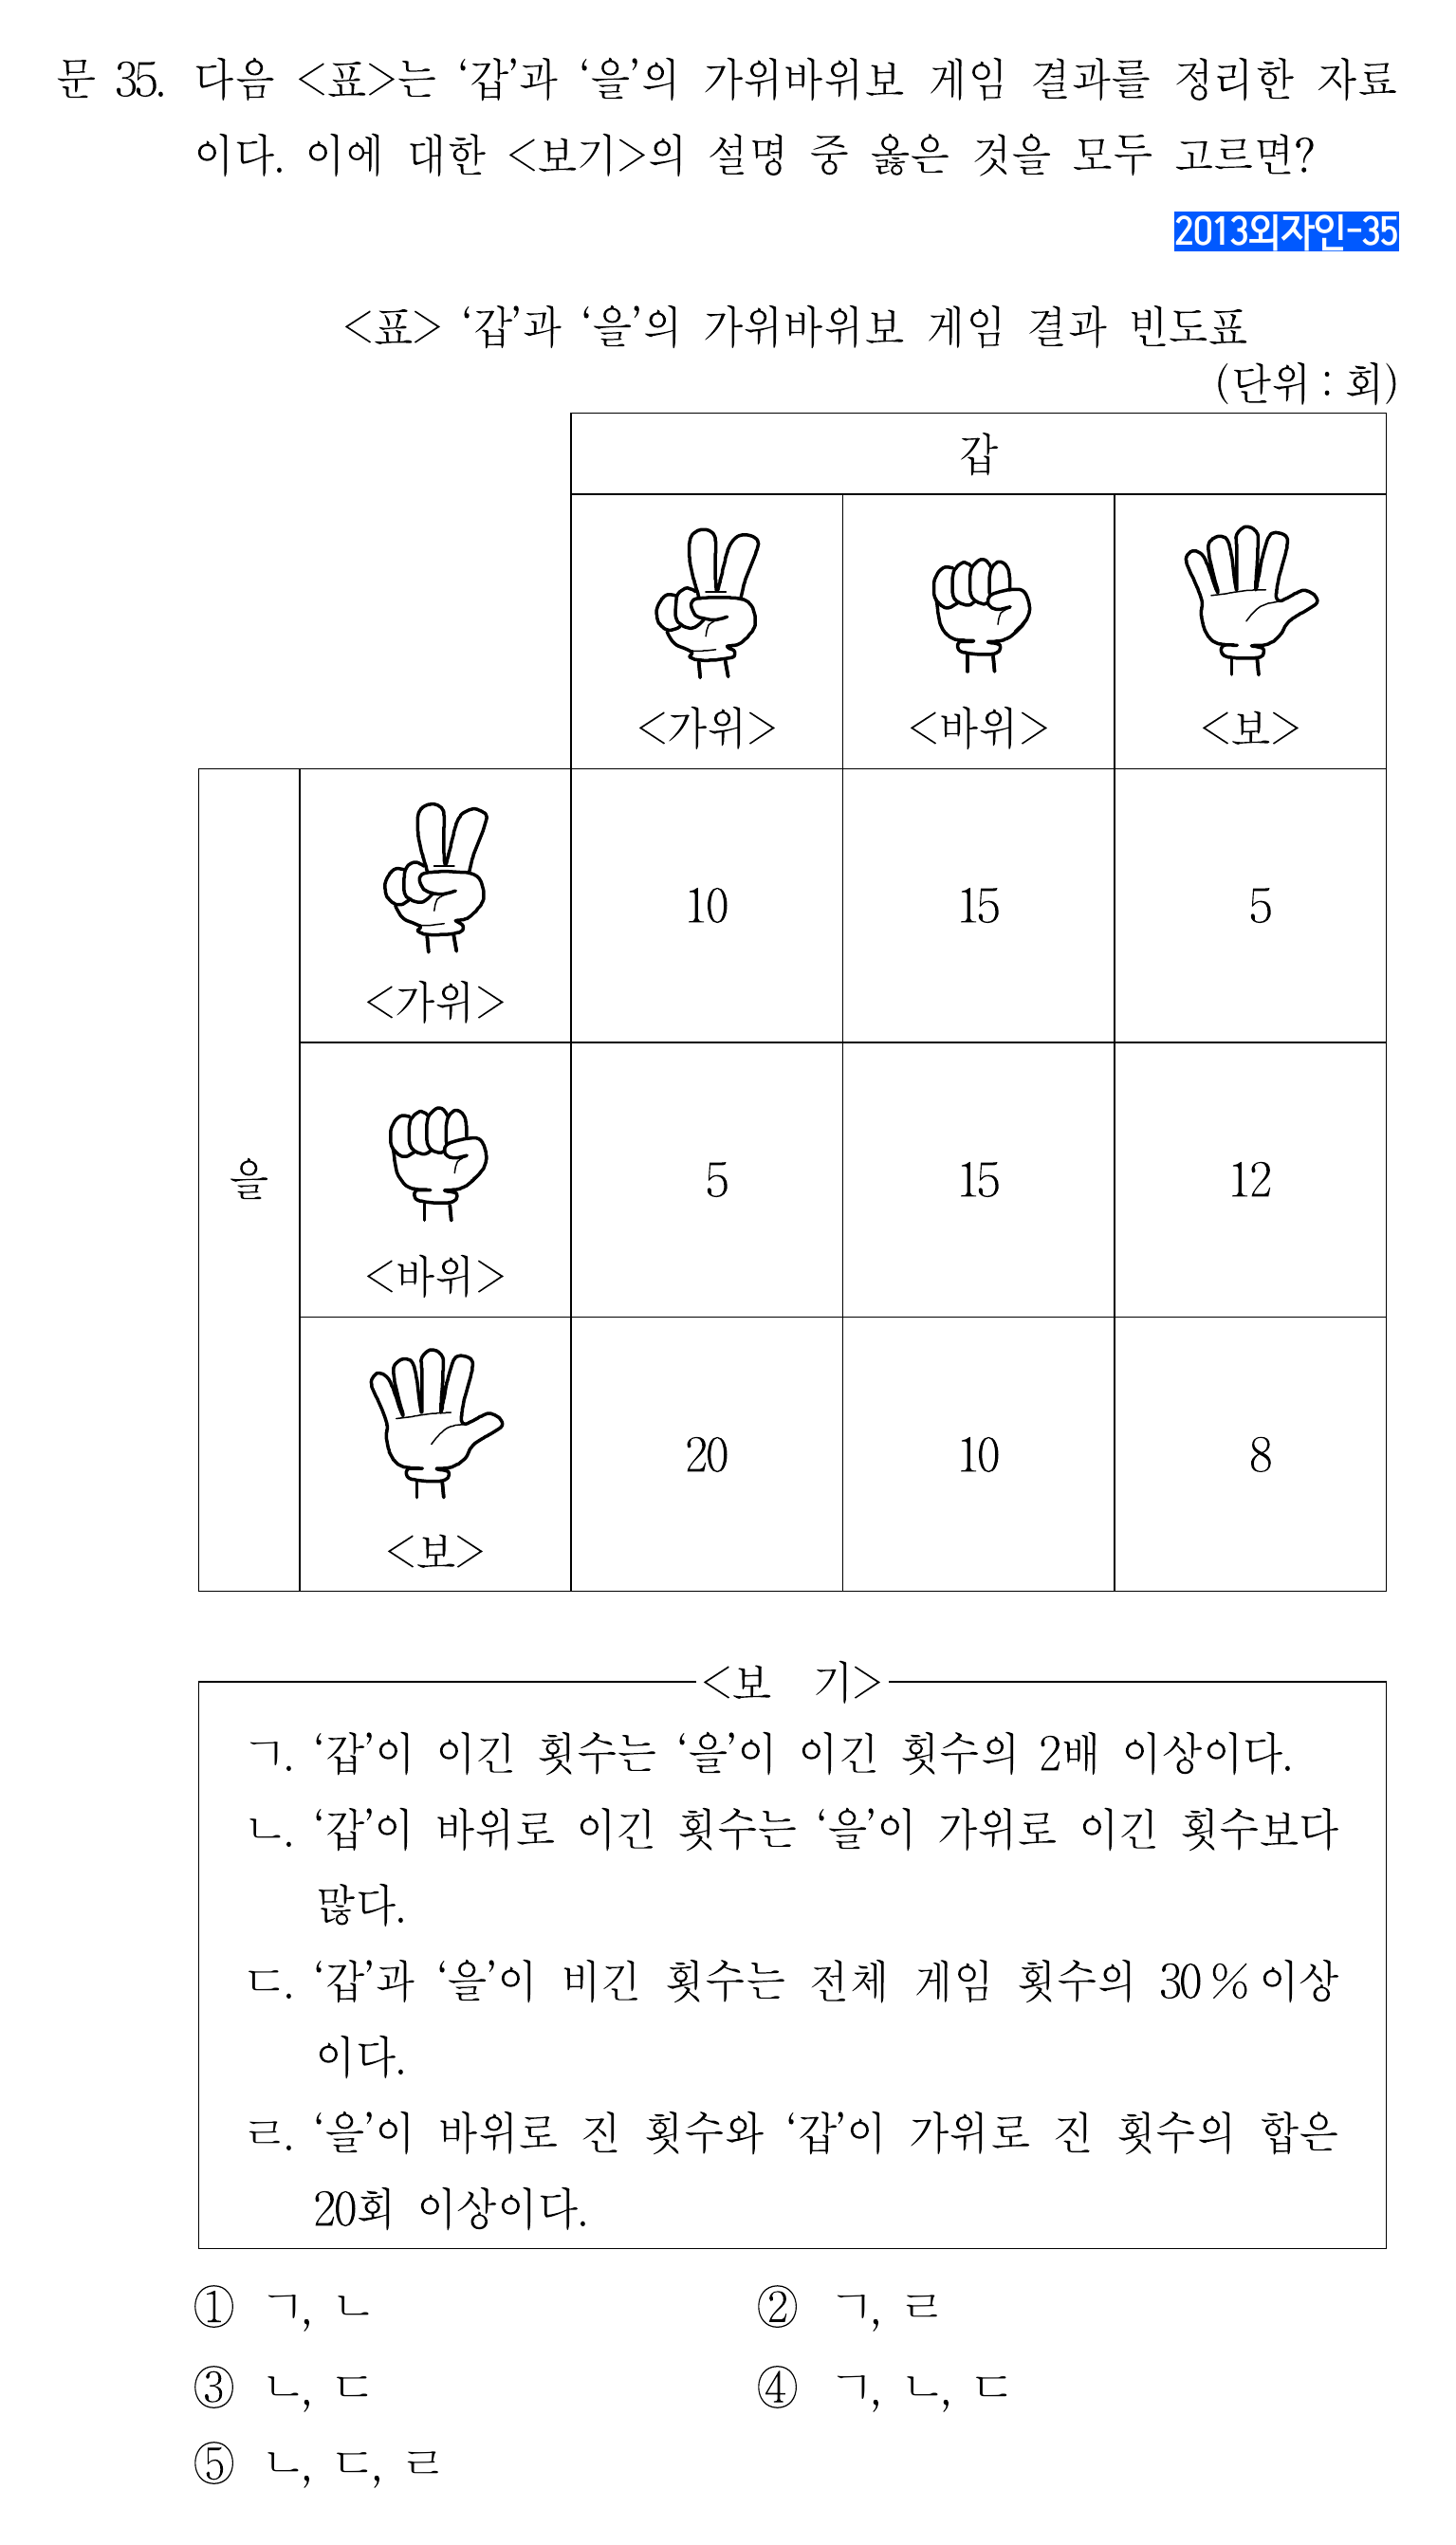 문 35. 다음 <표>는 ‘갑’과 ‘을’의 가위바위보 게임 결과를 정리한 자료
이다. 이에 대한 <보기>의 설명 중 옳은 것을 모두 고르면?
2013외자인-35
<표> ‘갑’과 ‘을’의 가위바위보 게임 결과 빈도표
(단위 : 회)
갑
<가위> <바위> <보>
10 15 5
<가위>
을
5 15 12
<바위>
20 10 8
<보>
<보 기>
ㄱ. ‘갑’이 이긴 횟수는 ‘을’이 이긴 횟수의 2배 이상이다.
ㄴ. ‘갑’이 바위로 이긴 횟수는 ‘을’이 가위로 이긴 횟수보다
많다.
ㄷ. ‘갑’과 ‘을’이 비긴 횟수는 전체 게임 횟수의 30 % 이상
이다.
ㄹ. ‘을’이 바위로 진 횟수와 ‘갑’이 가위로 진 횟수의 합은
20회 이상이다.
① ㄱ, ㄴ ② ㄱ, ㄹ
③ ㄴ, ㄷ ④ ㄱ, ㄴ, ㄷ
⑤ ㄴ, ㄷ, ㄹ